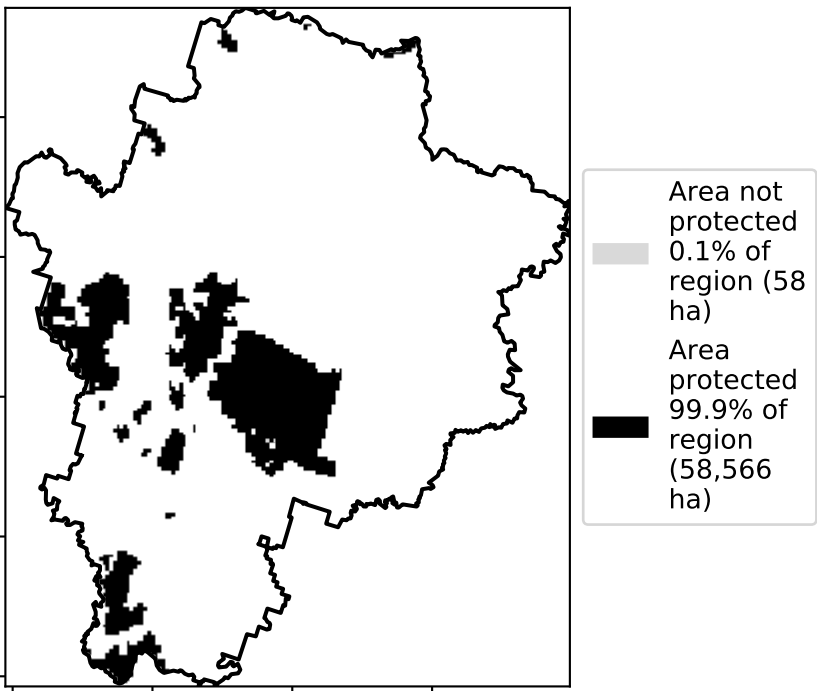 Area not
protected
0.1% of
region (58
ha)
Area
protected
99.9% of
region
(58,566
ha)